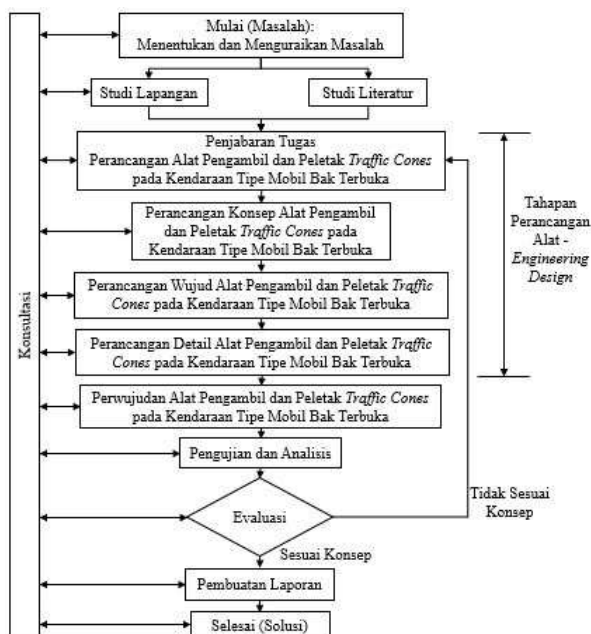 Mulai (Masalah):
Menentukan dan Menguraikan Masalah
Studi Lapangan
Studi Literatur
Penjabaran Tugas
Perancangan Alat Pengambil dan Peletak Traffic Cones
pada Kendaraan Tipe Mobil Bak Terbuka
Perancangan Konsep Alat Pengambil
dan Peletak Traffic Cones pada
Kendaraan Tipe Mobil Bak Terbuka
Perancangan Wujud Alat Pengambil dan Peletak Traffic
Cones pada Kendaraan Tipe Mobil Bak Terbuka
Perancangan Detail Alat Pengambil dan Peletak Traffic
Cones pada Kendaraan Tipe Mobil Bak Terbuka
Perwujudan Alat Pengambil dan Peletak Traffic Cones
pada Kendaraan Tipe Mobil Bak Terbuka
Pengujian dan Analisis
Evaluasi
Sesuai Konsep
Pembuatan Laporan
Selesai (Solusi)
Konsultasi
Tahapan
Perancangan
Alat -
Engineering
Design
Tidak Sesuai
Konsep